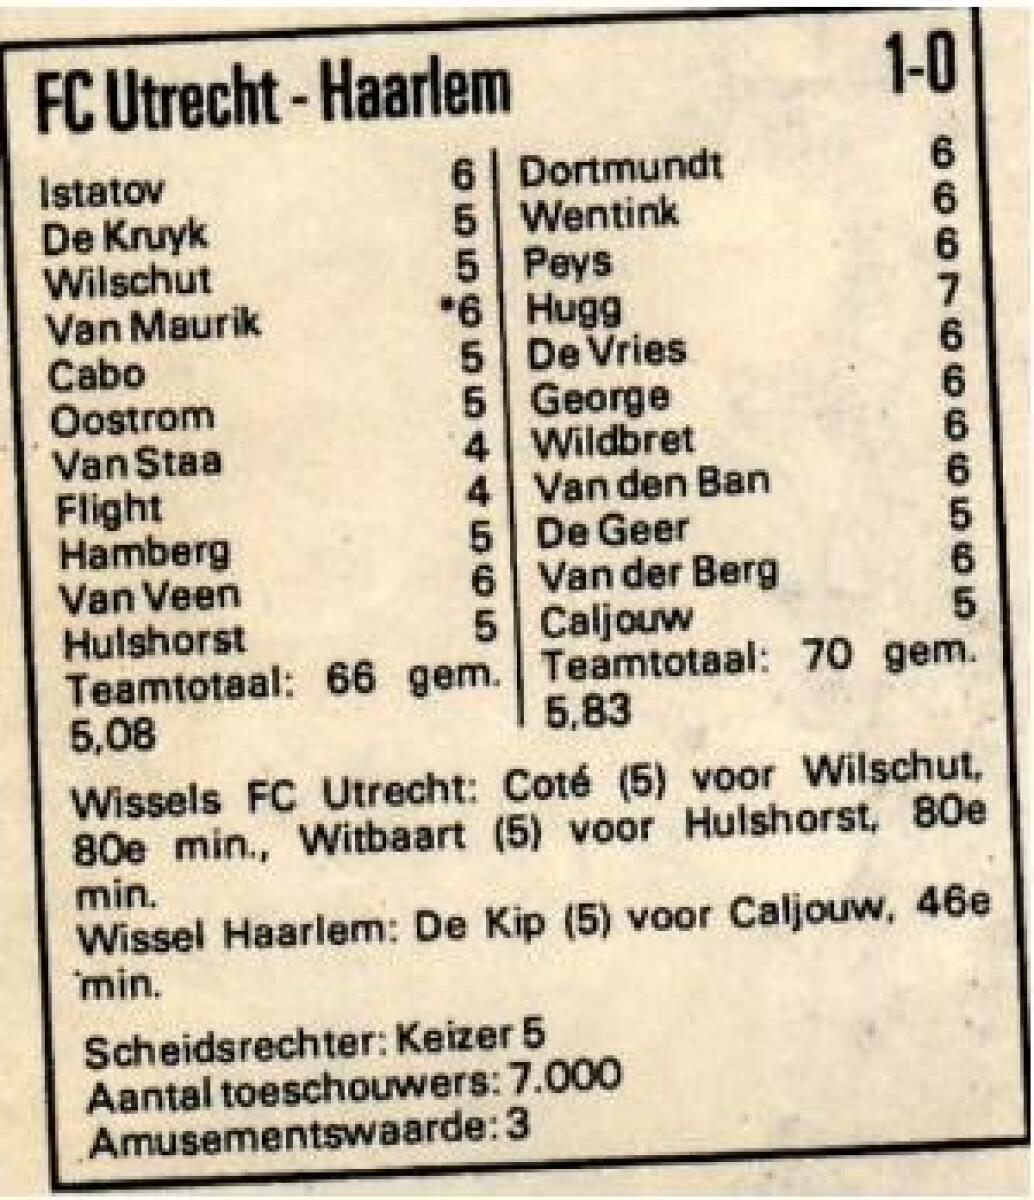 FC Utrecht - Haarlem 1-0
Istatov 6
De Kruyk 5
Wilschut 5
Van Maurik *6
Cabo 5
Oostrom 5
Van Staa 4
Flight 4
Hamberg 5
Van Veen 6
Hulshorst 5
Teamtotaal: 66 gem.
5,08
Dortmundt 6
Wentink 6
Peys 6
Hugg 7
De Vries 6
George 6
Wildbret 6
Van den Ban 6
De Geer 5
Van der Berg 6
Caljouw 5
Teamtotaal: 70 gem.
5,83
Wissels FC Utrecht: Coté (5) voor Wilschut,
80e min., Witbaart (5) voor Hulshorst, 80e
min.
Wissel Haarlem: De Kip (5) voor Caljouw, 46e
min.
Scheidsrechter: Keizer 5
Aantal toeschouwers: 7.000
Amusementswaarde: 3